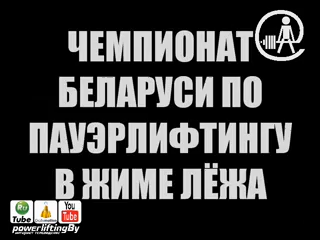 ЧЕМПИОНАТ
БЕЛАРУСИ ПО
ПАУЭРЛИФТИНГУ
В ЖИМЕ ЛЁЖА
You
Tube
Tube
powerliftingBy